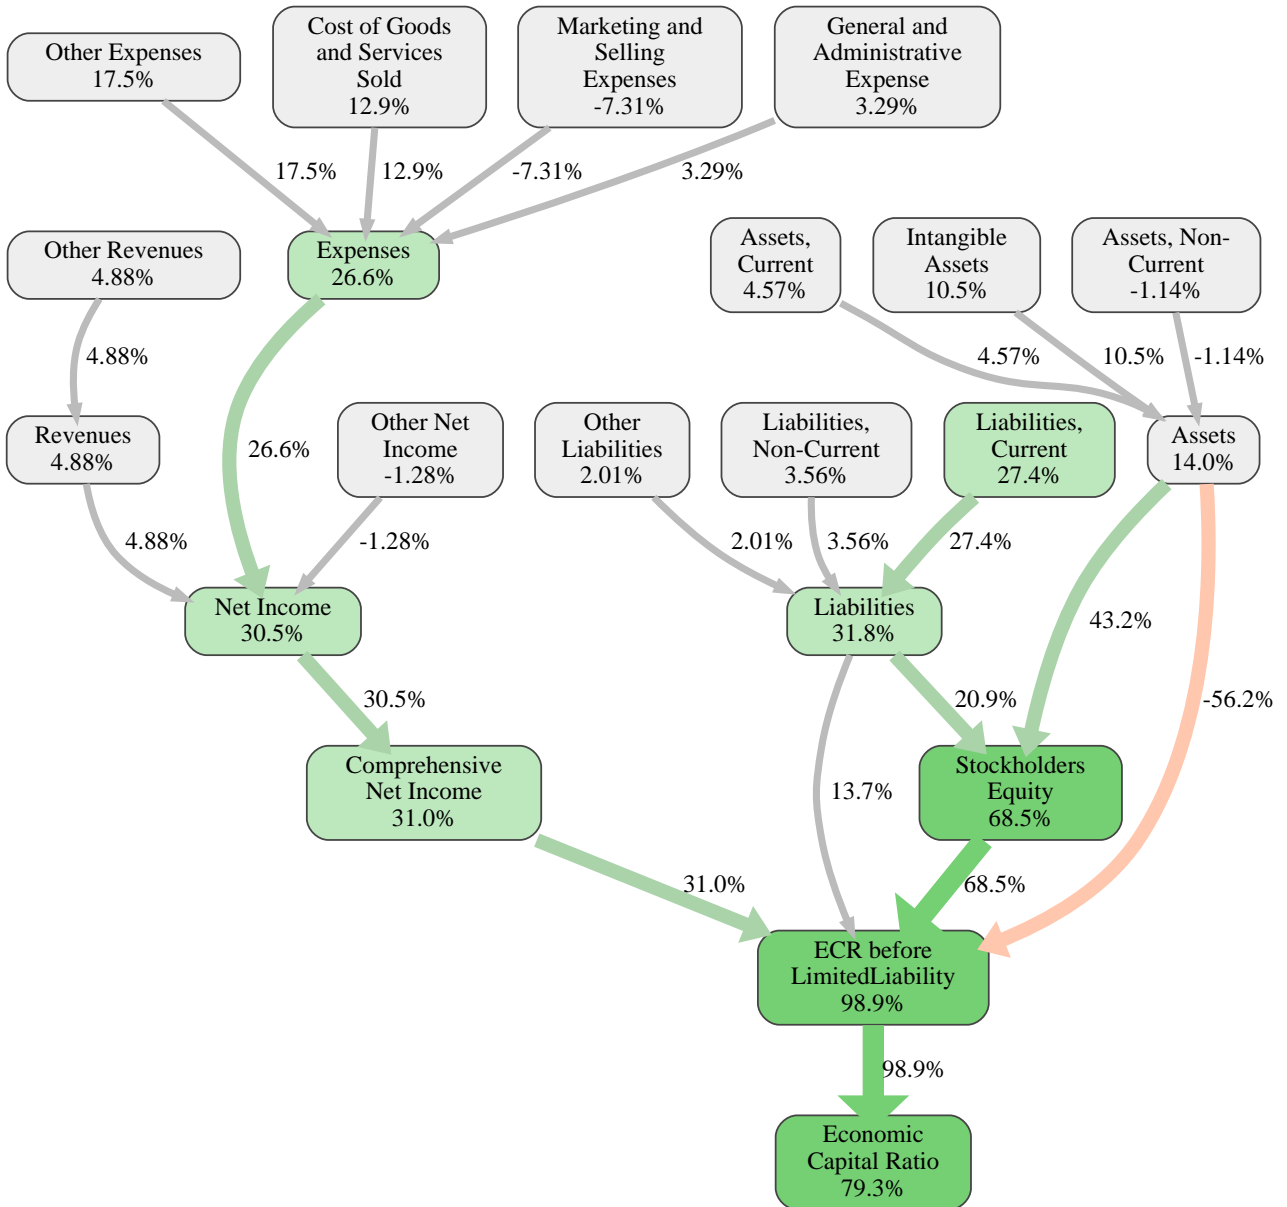 Other Expenses
17.5%
Cost of Goods
and Services
Sold
12.9%
Marketing and
Selling
Expenses
-7.31%
General and
Administrative
Expense
3.29%
17.5%
12.9%
-7.31%
3.29%
Other Revenues
4.88%
Expenses
26.6%
Assets,
Current
4.57%
Intangible
Assets
10.5%
Assets, Non-
Current
-1.14%
4.88%
4.57%
10.5%
-1.14%
Revenues
4.88%
26.6%
Other Net
Income
-1.28%
Other
Liabilities
2.01%
Liabilities,
Non-Current
3.56%
Liabilities,
Current
27.4%
Assets
14.0%
4.88%
-1.28%
2.01%
3.56%
27.4%
Net Income
30.5%
Liabilities
31.8%
43.2%
30.5%
20.9%
-56.2%
Comprehensive
Net Income
31.0%
13.7%
Stockholders
Equity
68.5%
31.0%
68.5%
ECR before
LimitedLiability
98.9%
98.9%
Economic
Capital Ratio
79.3%